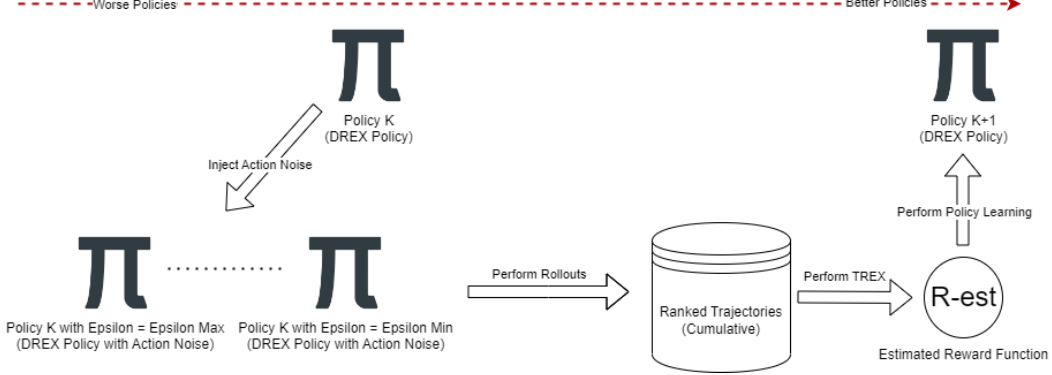 Worse Policies
Better Policies
Policy K
(DREX Policy)
Policy K+1
(DREX Policy)
Inject Action Noise
Perform Policy Learning
Perform Rollouts
Perform TREX
R-est
Ranked Trajectories
(Cumulative)
Policy K with Epsilon = Epsilon Max
(DREX Policy with Action Noise)
Policy K with Epsilon = Epsilon Min
(DREX Policy with Action Noise)
Estimated Reward Function